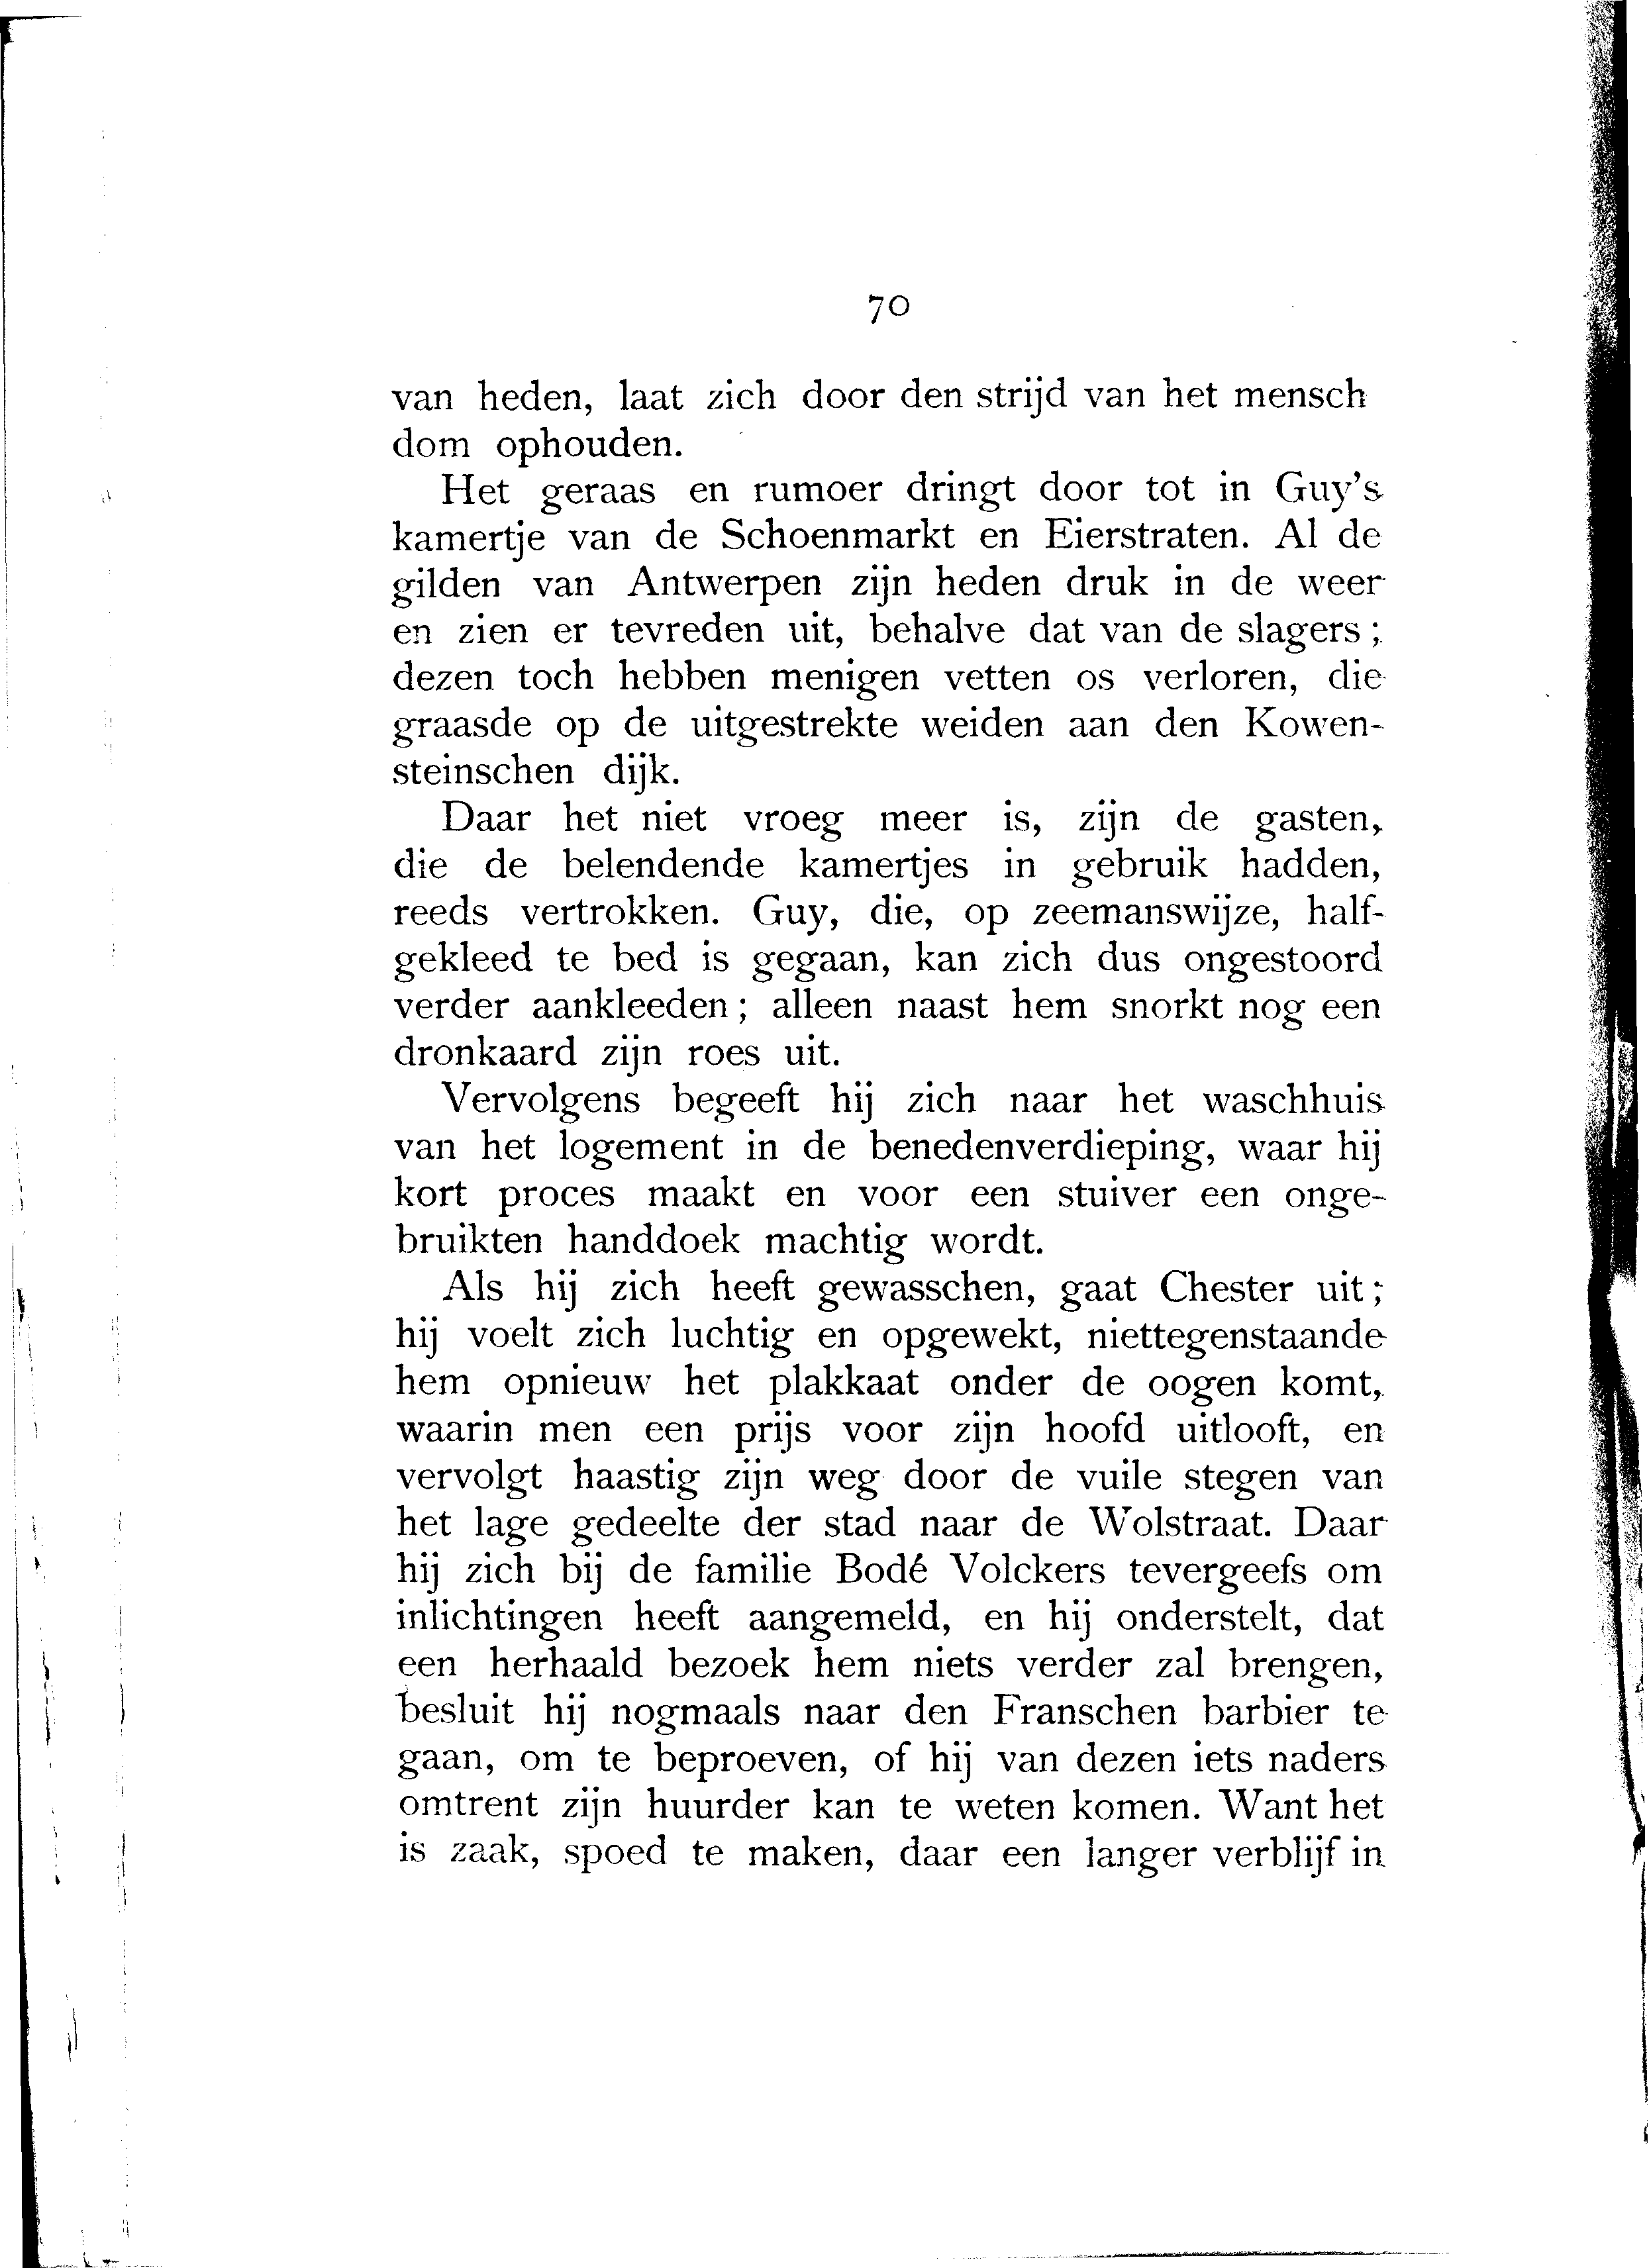 70
van heden, laat zich door den strijd van het mensch
dom ophouden.
Het geraas en rumoer dringt door tot in Guy's
kamertje van de Schoenmarkt en Eierstraten. Al de
gilden van Antwerpen zijn heden druk in de weer
en zien er tevreden uit, behalve dat van de slagers;
dezen toch hebben menigen vetten os verloren, die
graasde op de uitgestrekte weiden aan den Kowen-
steinschen dijk.
Daar het niet vroeg meer is, zijn de gasten,
die de belendende kamertjes in gebruik hadden,
reeds vertrokken. Guy, die, op zeemanswijze, half-
gekleed te bed is gegaan, kan zich dus ongestoord
verder aankleeden; alleen naast hem snorkt nog een
dronkaard zijn roes uit.
Vervolgens begeeft hij zich naar het waschhuis
van het logement in de benedenverdieping, waar hij
kort proces maakt en voor een stuiver een onge-
bruikten handdoek machtig wordt.
Als hij zich heeft gewasschen, gaat Chester uit;
hij voelt zich luchtig en opgewekt, niettegenstaande
hem opnieuw het plakkaat onder de oogen komt,
waarin men een prijs voor zijn hoofd uitlooft, en
vervolgt haastig zijn weg door de vuile stegen van
het lage gedeelte der stad naar de Wolstraat. Daar
hij zich bij de familie Bodé Volckers tevergeefs om
inlichtingen heeft aangemeld, en hij onderstelt, dat
een herhaald bezoek hem niets verder zal brengen,
besluit hij nogmaals naar den Franschen barbier te
gaan, om te beproeven, of hij van dezen iets naders
omtrent zijn huurder kan te weten komen. Want het
is zaak, spoed te maken, daar een langer verblijf in